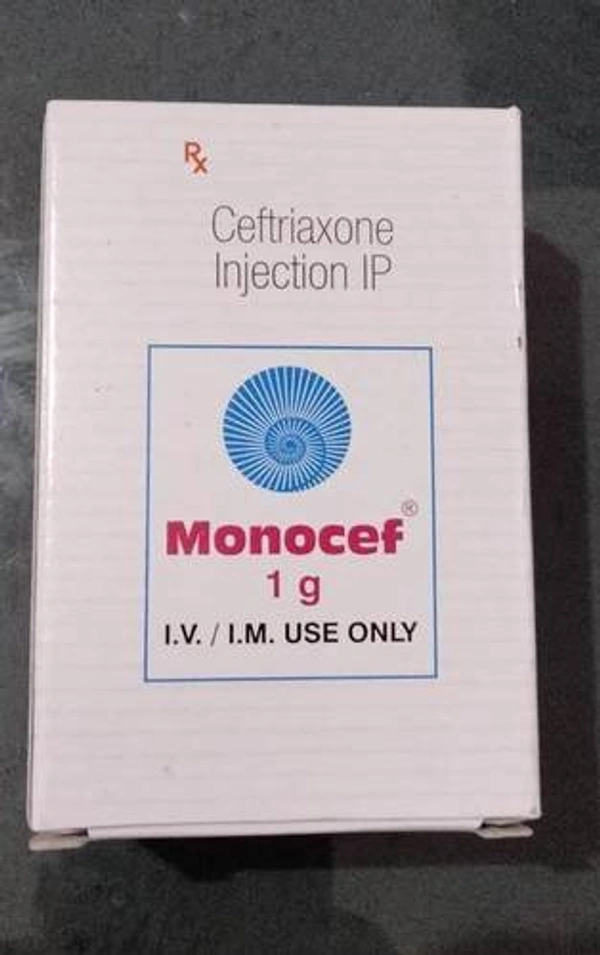 Rx
Ceftriaxone
Injection IP
Monocef®
1 g
I.V. / I.M. USE ONLY